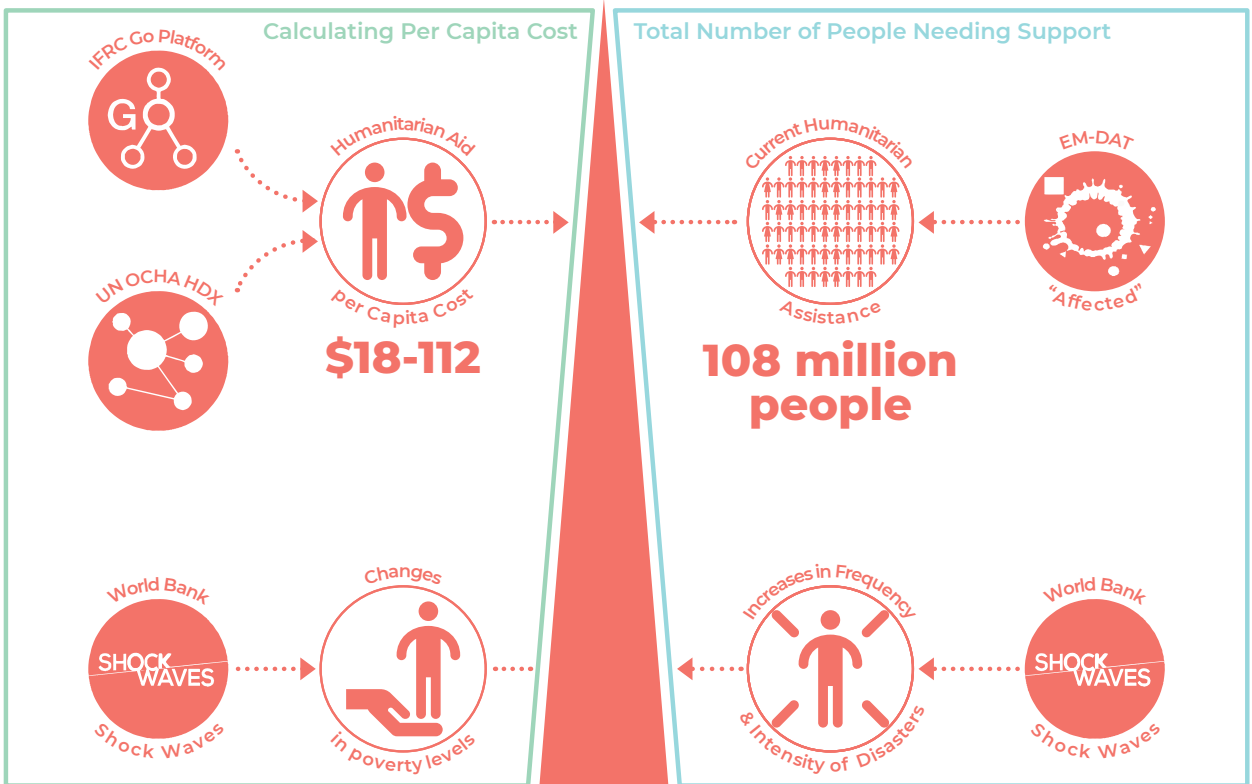 Calculating Per Capita Cost
Total Number of People Needing Support
IFRC Go Platform
GO
UN OCHA HDX
Humanitarian Aid
per Capita Cost
$18-112
Current Humanitarian
Assistance
108 million
people
EM-DAT
“Affected”
World Bank
SHOCK
WAVES
Shock Waves
Changes
in poverty levels
Increases in Frequency
& Intensity of Disasters
World Bank
SHOCK
WAVES
Shock Waves